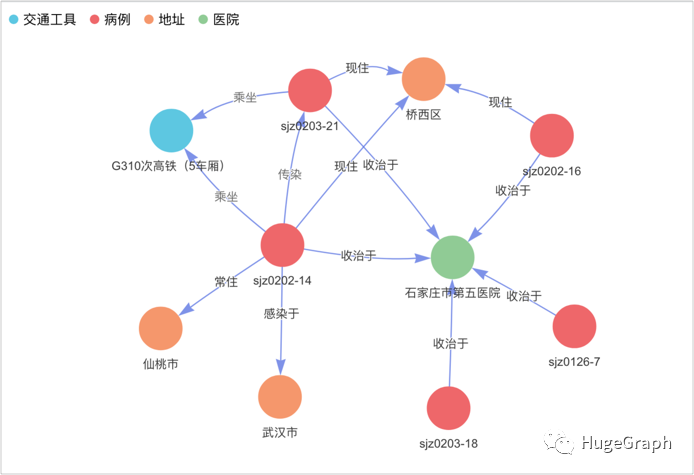 交通工具 病例 地址 医院
现住
桥西区
乘坐
sjz0203-21
现住
G310次高铁（5车厢）
sjz0202-16
传染
现住
收治于
收治于
乘坐
收治于
sjz0202-14
常住
石家庄市第五医院
收治于
感染于
收治于
仙桃市
sjz0126-7
武汉市
sjz0203-18
HugeGraph